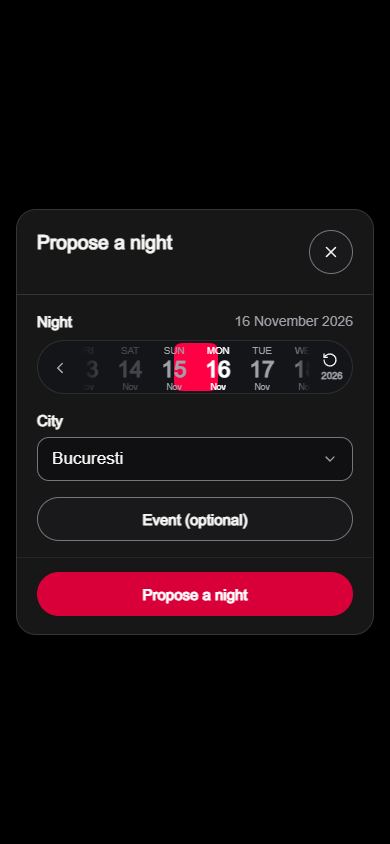 Propose a night
Night
16 November 2026
SAT SUN MON TUE
14 15 16 17
Nov Nov Nov Nov
2026
City
Bucuresti
Event (optional)
Propose a night